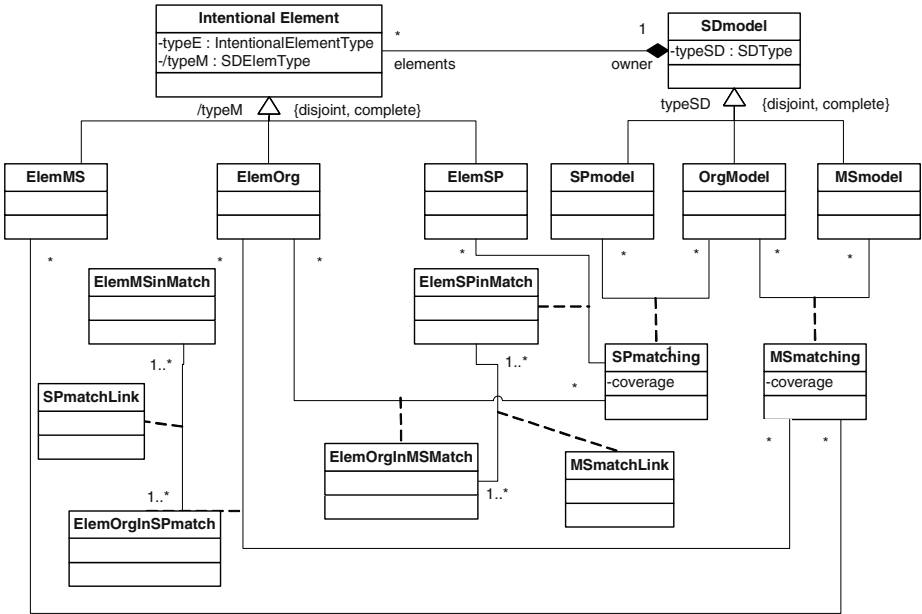 Intentional Element
-typeE : IntentionalElementType
-/typeM : SDElemType
*
elements
1
owner
SDmodel
-typeSD : SDType
/typeM
{disjoint, complete}
typeSD
{disjoint, complete}
ElemMS
ElemOrg
ElemSP
SPmodel
OrgModel
MSmodel
*
*
*
*
*
*
*
*
ElemMSinMatch
ElemSPinMatch
1..*
1..*
SPmatching
1
-coverage
MSmatching
-coverage
SPmatchLink
*
*
*
ElemOrgInMSMatch
MSmatchLink
1..*
1..*
ElemOrgInSPmatch